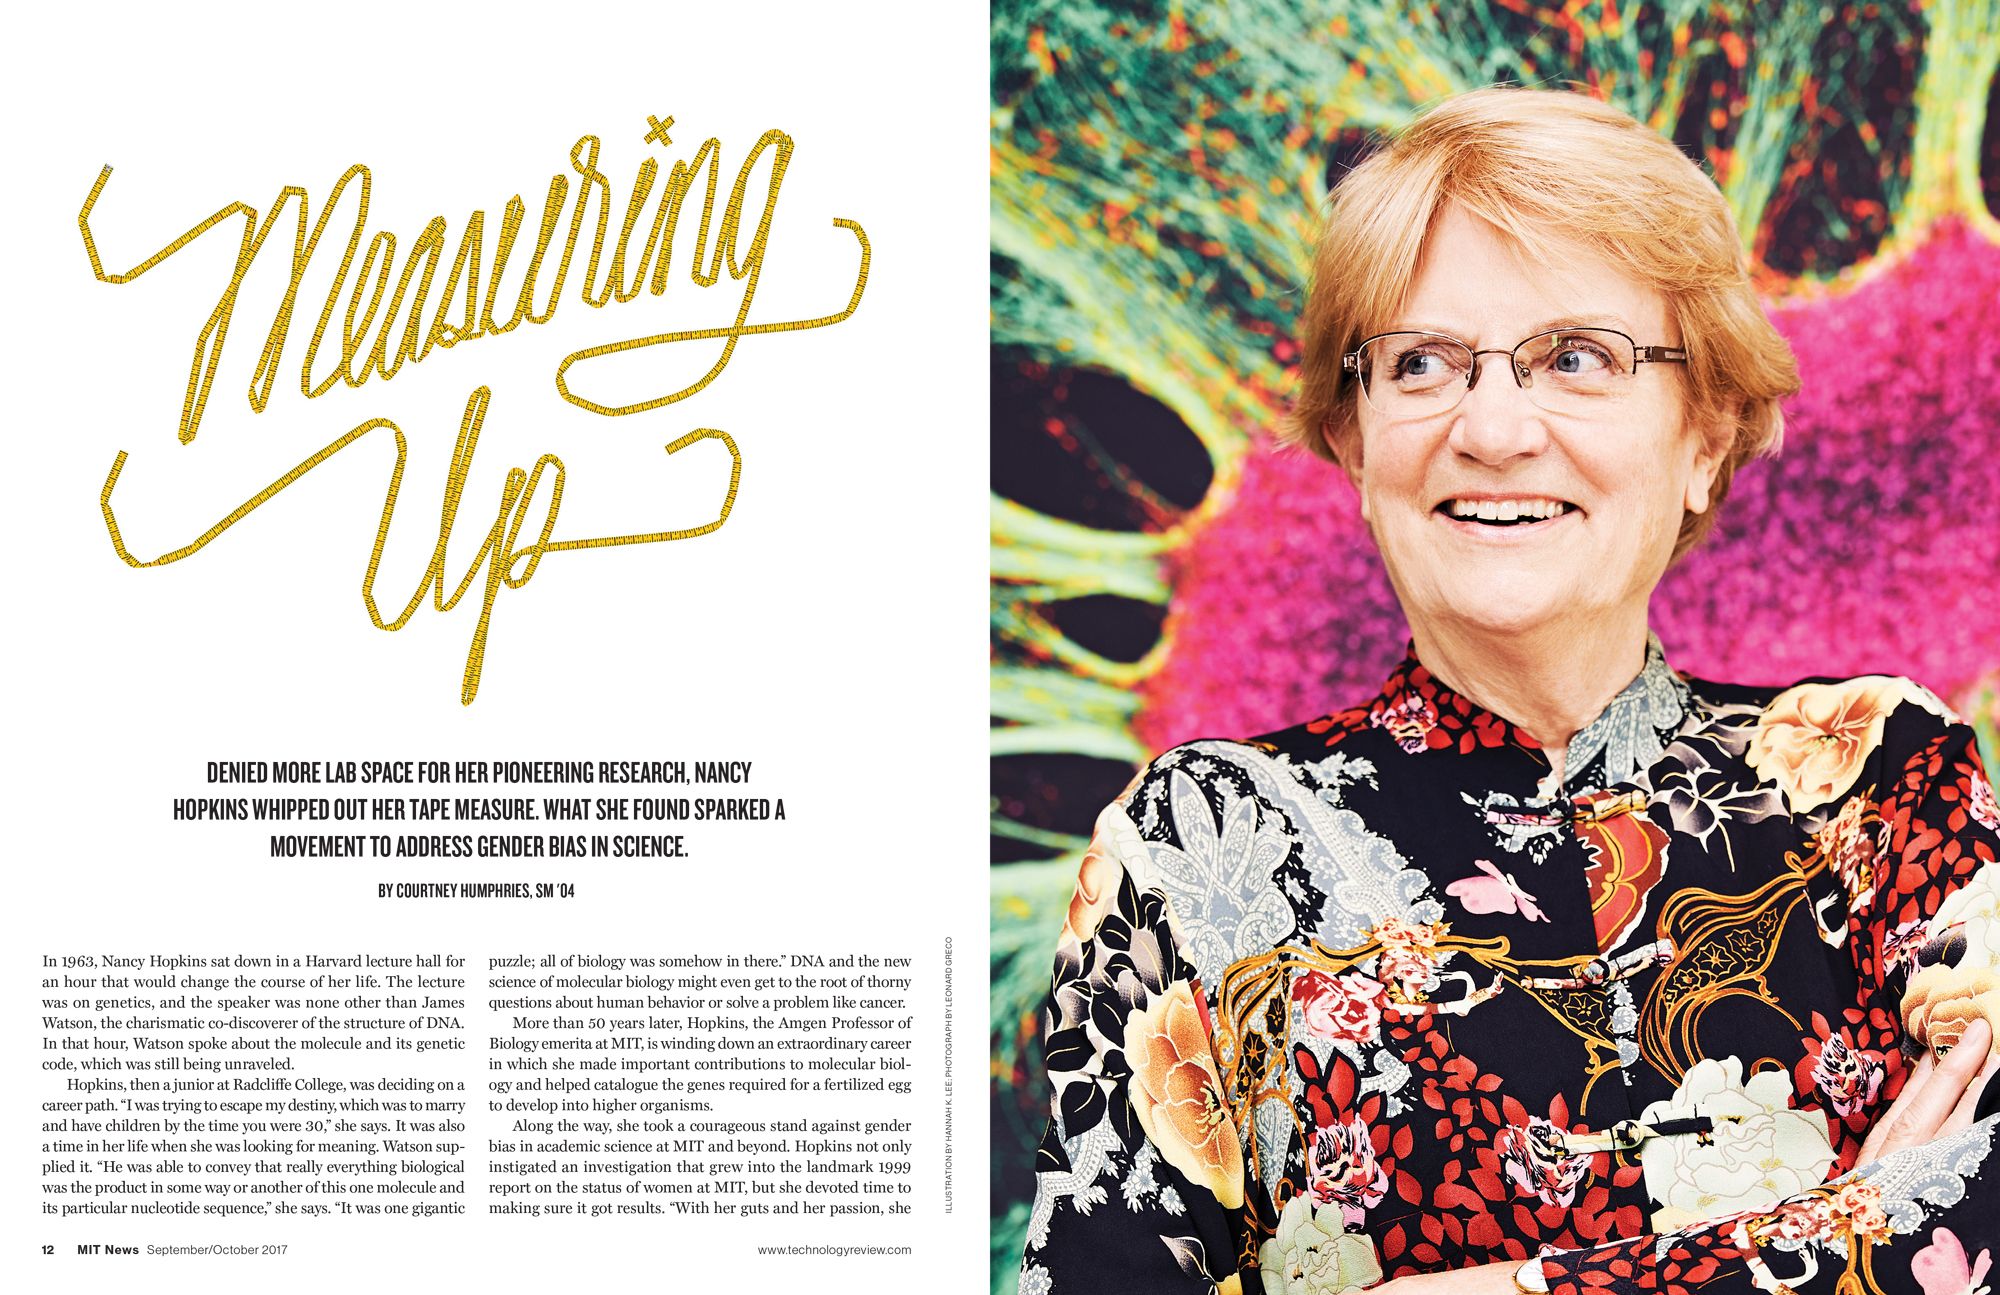 Measuring
Up
DENIED MORE LAB SPACE FOR HER PIONEERING RESEARCH, NANCY
HOPKINS WHIPPED OUT HER TAPE MEASURE. WHAT SHE FOUND SPARKED A
MOVEMENT TO ADDRESS GENDER BIAS IN SCIENCE.
BY COURTNEY HUMPHRIES, SM ’04
In 1963, Nancy Hopkins sat down in a Harvard lecture hall for
an hour that would change the course of her life. The lecture
was on genetics, and the speaker was none other than James
Watson, the charismatic co-discoverer of the structure of DNA.
In that hour, Watson spoke about the molecule and its genetic
code, which was still being unraveled.
Hopkins, then a junior at Radcliffe College, was deciding on a
career path. “I was trying to escape my destiny, which was to marry
and have children by the time you were 30,” she says. It was also
a time in her life when she was looking for meaning. Watson sup-
plied it. “He was able to convey that really everything biological
was the product in some way or another of this one molecule and
its particular nucleotide sequence,” she says. “It was one gigantic
puzzle; all of biology was somehow in there.” DNA and the new
science of molecular biology might even get to the root of thorny
questions about human behavior or solve a problem like cancer.
More than 50 years later, Hopkins, the Amgen Professor of
Biology emerita at MIT, is winding down an extraordinary career
in which she made important contributions to molecular biol-
ogy and helped catalogue the genes required for a fertilized egg
to develop into higher organisms.
Along the way, she took a courageous stand against gender
bias in academic science at MIT and beyond. Hopkins not only
instigated an investigation that grew into the landmark 1999
report on the status of women at MIT, but she devoted time to
making sure it got results. “With her guts and her passion, she
ILLUSTRATION BY HANNAH K. LEE; PHOTOGRAPH BY LEONARD GRECO
12 MIT News September/October 2017
www.technologyreview.com